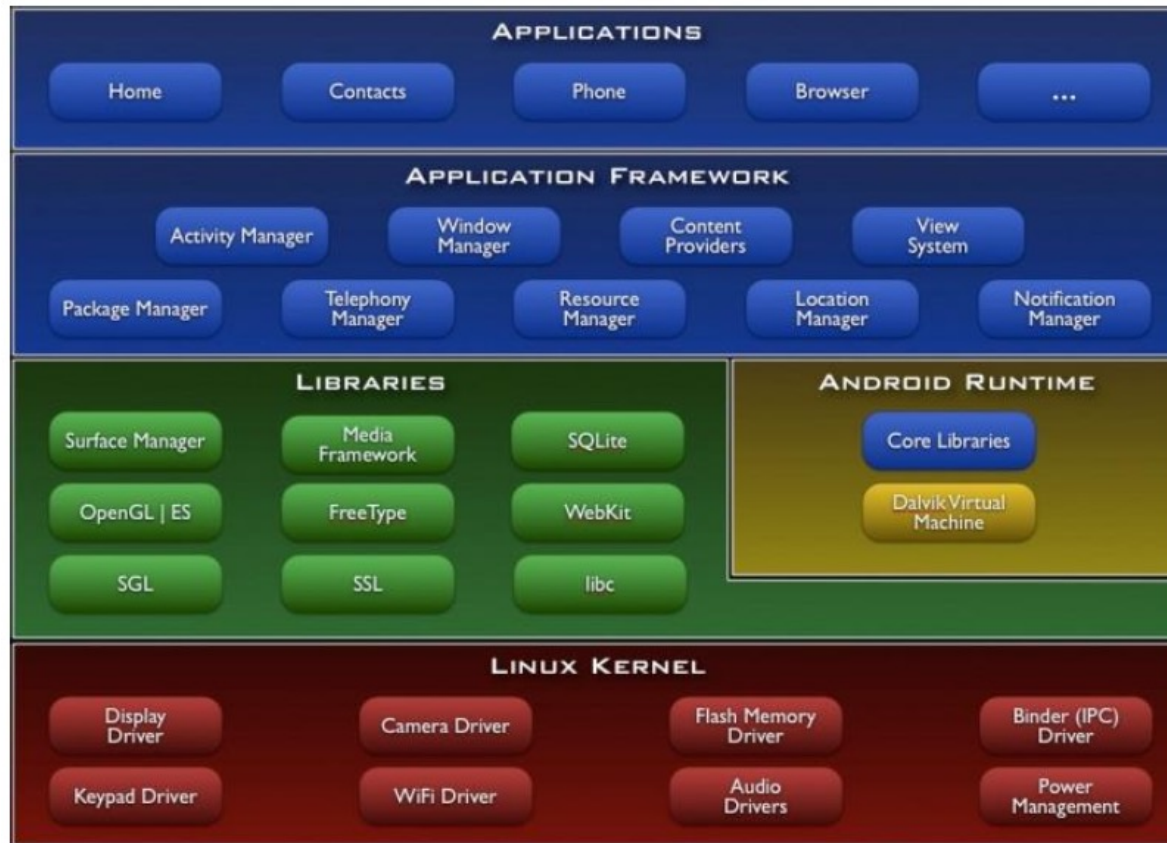 APPLICATIONS
Home
Contacts
Phone
Browser
...
APPLICATION FRAMEWORK
Activity Manager
Window
Manager
Content
Providers
View
System
Package Manager
Telephony
Manager
Resource
Manager
Location
Manager
Notification
Manager
LIBRARIES
Surface Manager
Media
Framework
SQLite
OpenGL | ES
FreeType
WebKit
SGL
SSL
libc
ANDROID RUNTIME
Core Libraries
Dalvik Virtual
Machine
LINUX KERNEL
Display
Driver
Camera Driver
Flash Memory
Driver
Binder (IPC)
Driver
Keypad Driver
WiFi Driver
Audio
Drivers
Power
Management